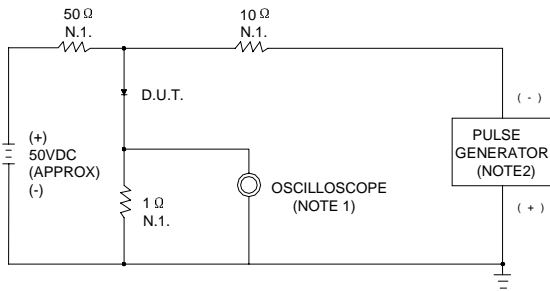 50 Ω
N.1.
10 Ω
N.1.
D.U.T.
( - )
(+)
50VDC
(APPROX)
(-)
PULSE
GENERATOR
(NOTE2)
1 Ω
N.1.
OSCILLOSCOPE
(NOTE 1)
( + )